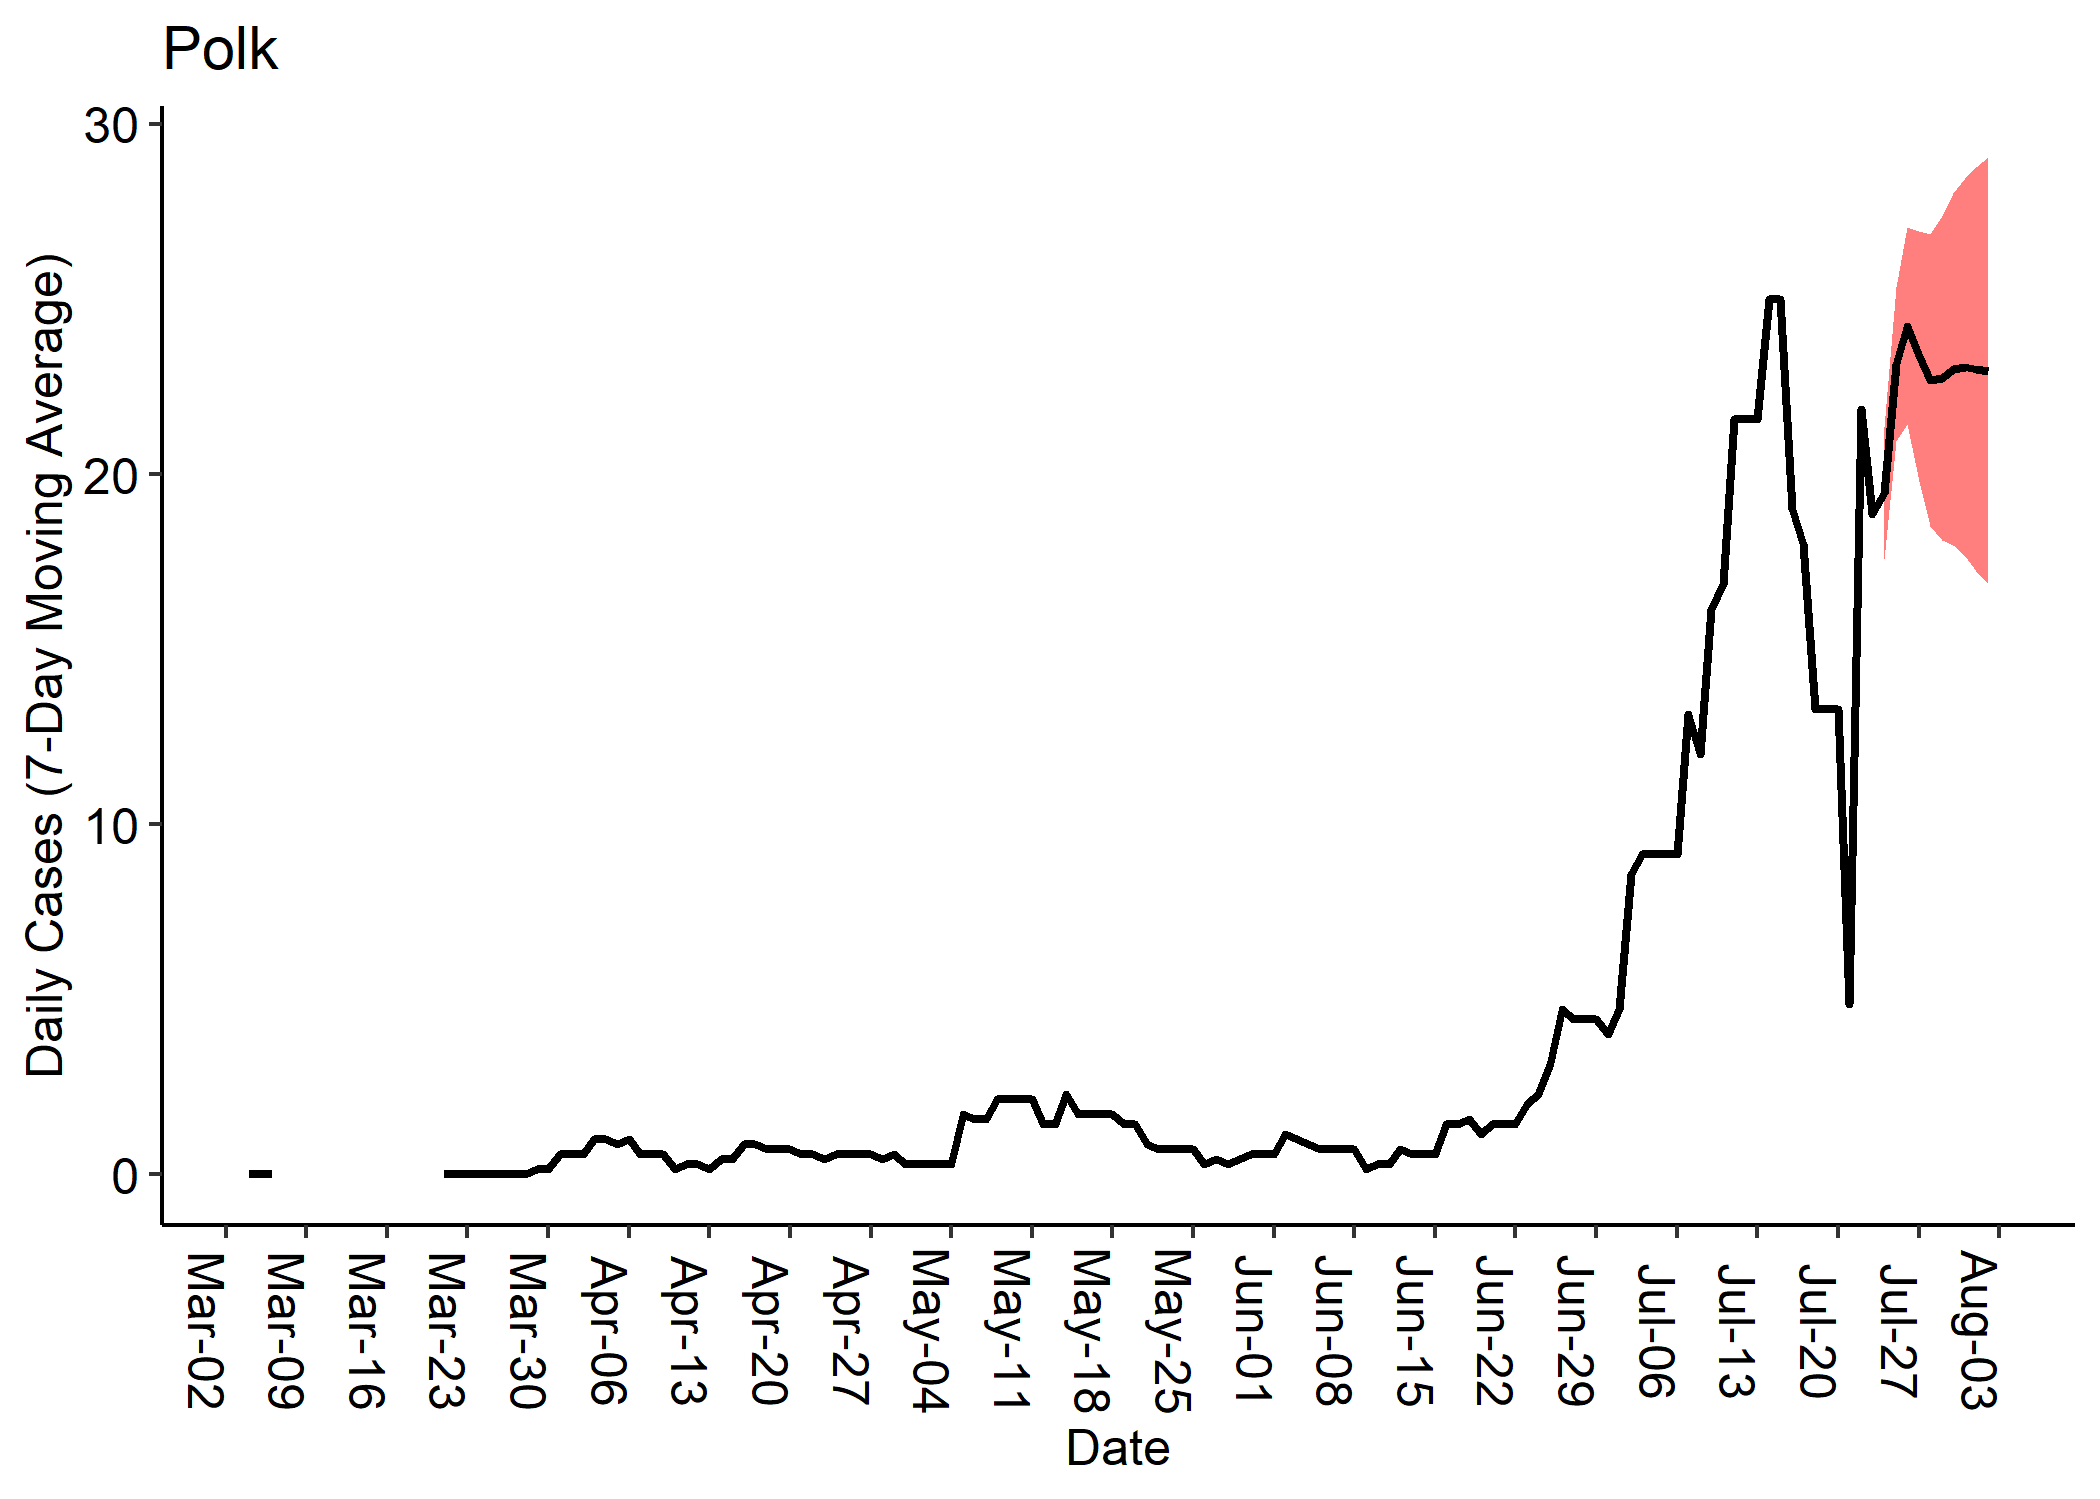 Polk
Daily Cases (7-Day Moving Average)
30
20
10
0
Mar-02
Mar-09
Mar-16
Mar-23
Mar-30
Apr-06
Apr-13
Apr-20
Apr-27
May-04
May-11
May-18
May-25
Jun-01
Jun-08
Jun-15
Jun-22
Jun-29
Jul-06
Jul-13
Jul-20
Jul-27
Aug-03
Date